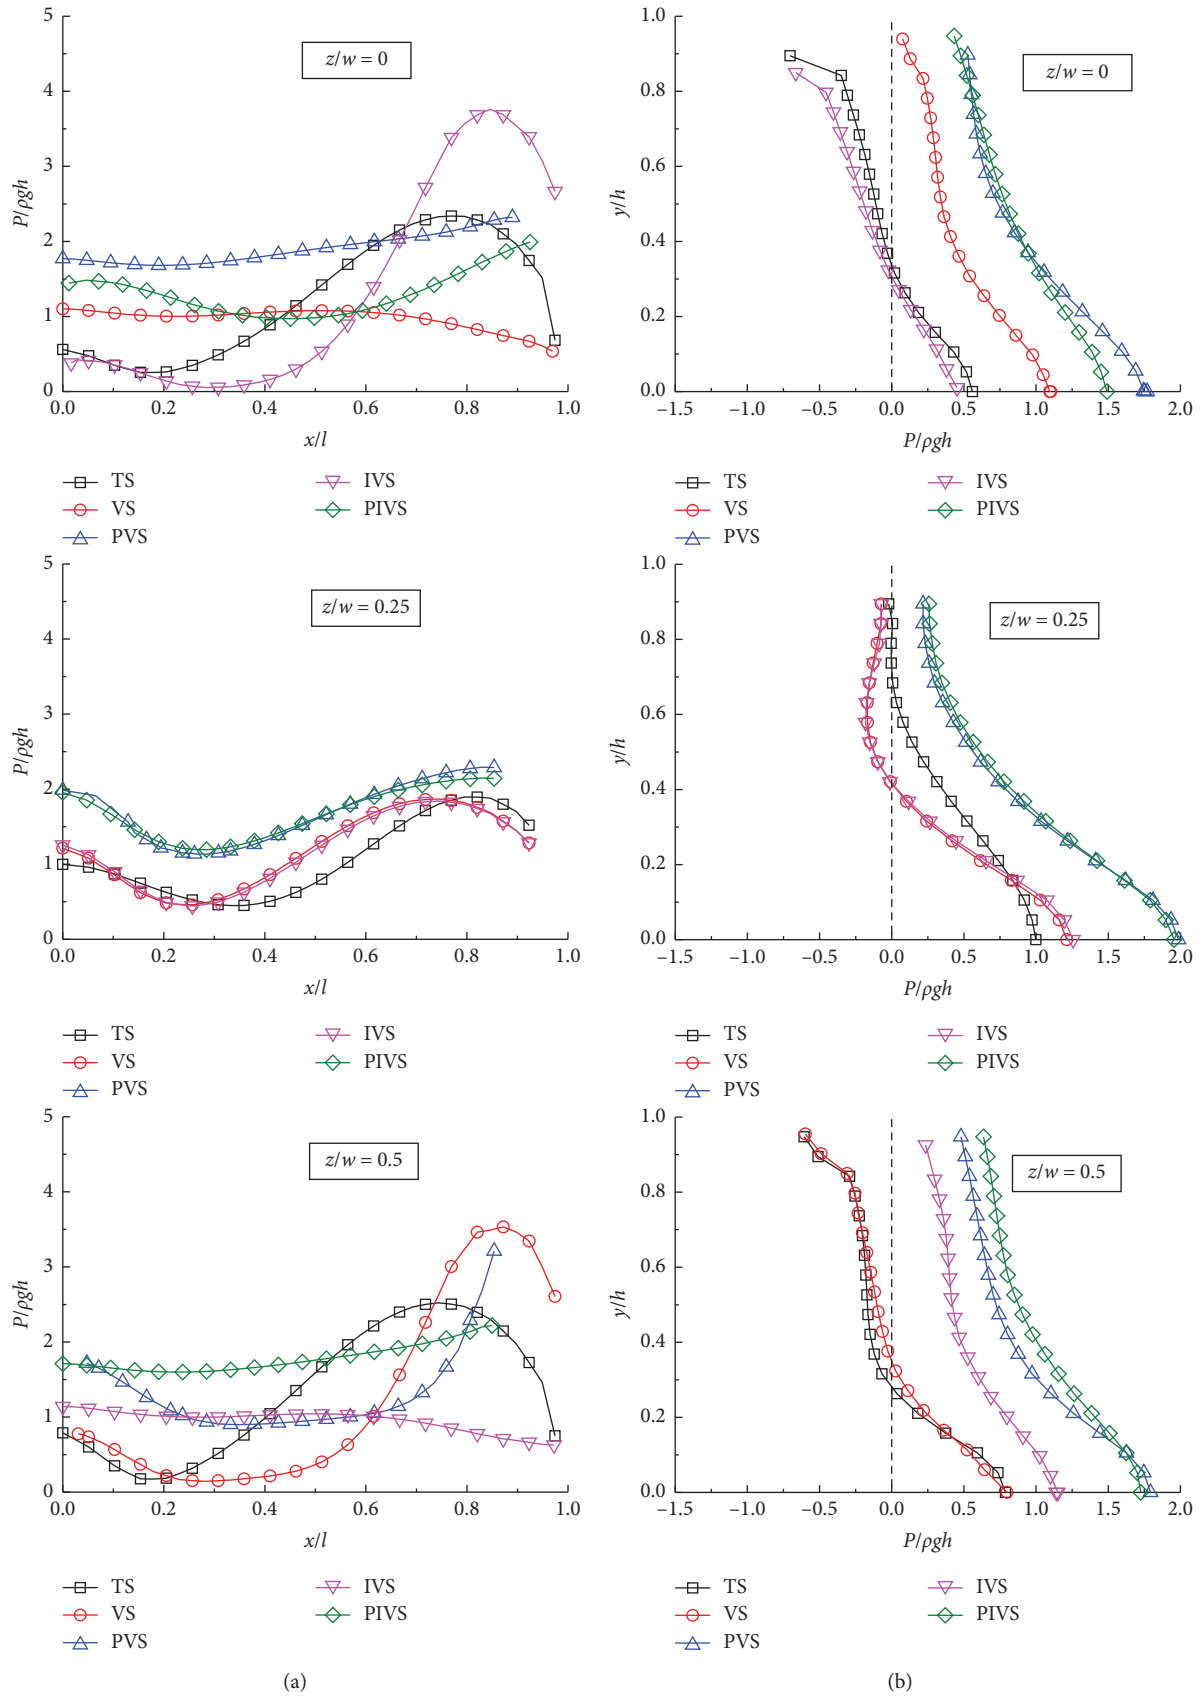 5
4
3
2
1
0
P/ρgh
z/w = 0
0.0 0.2 0.4 0.6 0.8 1.0
x/l
TS
VS
PVS
IVS
PIVS
1.0
0.8
0.6
0.4
0.2
0.0
y/h
z/w = 0
−1.5 −1.0 −0.5 0.0 0.5 1.0 1.5 2.0
P/ρgh
TS
VS
PVS
IVS
PIVS
5
4
3
2
1
0
P/ρgh
z/w = 0.25
0.0 0.2 0.4 0.6 0.8 1.0
x/l
TS
VS
PVS
IVS
PIVS
1.0
0.8
0.6
0.4
0.2
0.0
y/h
z/w = 0.25
−1.5 −1.0 −0.5 0.0 0.5 1.0 1.5 2.0
P/ρgh
TS
VS
PVS
IVS
PIVS
5
4
3
2
1
0
P/ρgh
z/w = 0.5
0.0 0.2 0.4 0.6 0.8 1.0
x/l
TS
VS
PVS
IVS
PIVS
(a)
1.0
0.8
0.6
0.4
0.2
0.0
y/h
z/w = 0.5
−1.5 −1.0 −0.5 0.0 0.5 1.0 1.5 2.0
P/ρgh
TS
VS
PVS
IVS
PIVS
(b)